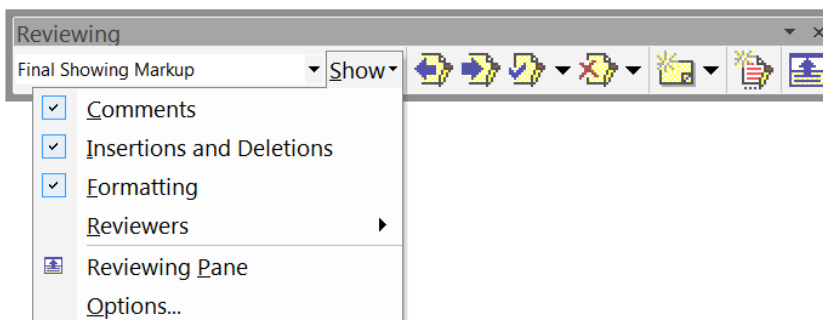 Reviewing
Final Showing Markup Show
Comments
Insertions and Deletions
Formatting
Reviewers
Reviewing Pane
Options...